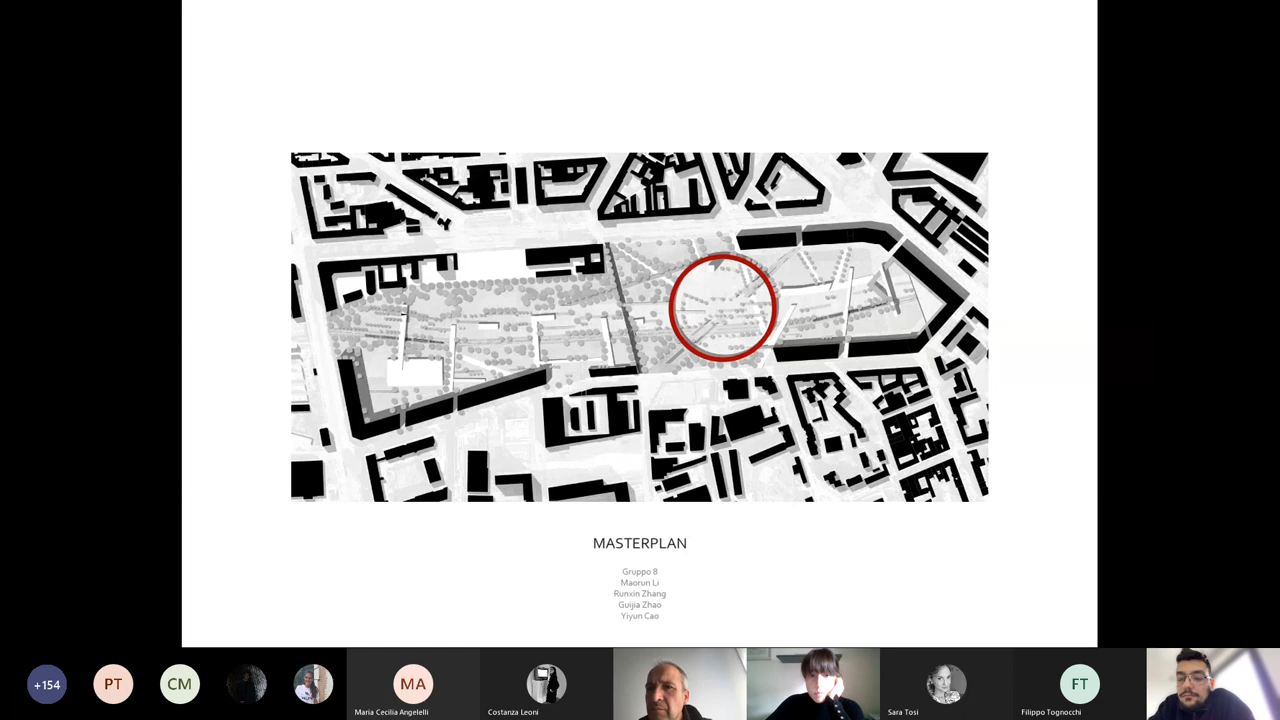 MASTERPLAN
Gruppo 8
Maorun Li
Runxin Zhang
Guijia Zhao
Yiyun Cao
+154
PT
CM
MA
Maria Cecilia Angelelli
Costanza Leoni
Sara Tosi
FT
Filippo Tognocchi